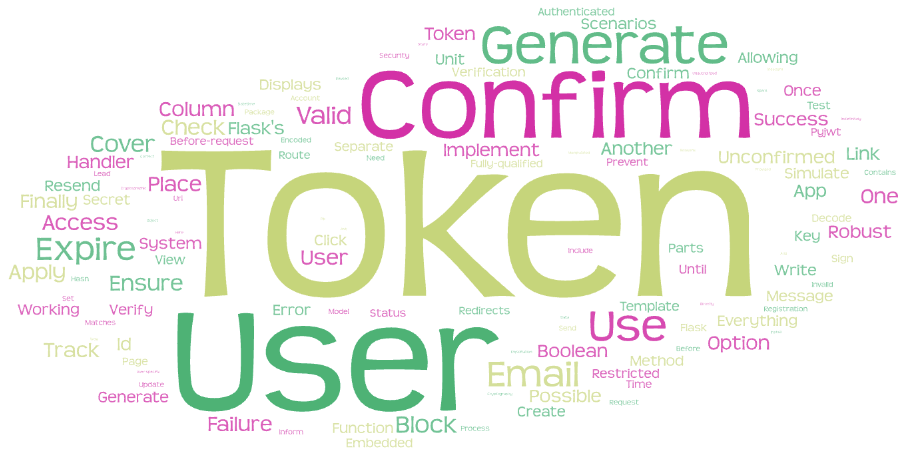 Authenticated
Scenarios
Token
Generate
Security
Unit
Allowing
Verification
Confirm
Displays
Confirm
Once
Account
Test
Column
Package
Valid
Success
Check
Flask's
Encoded
Pyjwt
Cover
Before-request
Separate
Implement
Another
Handler
Route
Need
Fully-qualified
Prevent
Unconfirmed
Link
Lead
Simulate
Contains
Resend
Place
App
One
Finally
Secret
Url
Token
Access
Decode
Click
Key
Robust
Expire
System
User
Include
Parts
Sign
View
Until
Apply
Write
Hash
Ensure
Invalid
Set
Message
Working
Verify
Error
Model
Status
Redirects
Template
Registration
Matches
User
Use
Flask
Everything
Send
Before
Option
Track
Id
Boolean
Page
Method
Email
Restricted
Update
Time
Generate
Possible
Request
Create
Failure
Inform
Function
Block
Process
Embedded